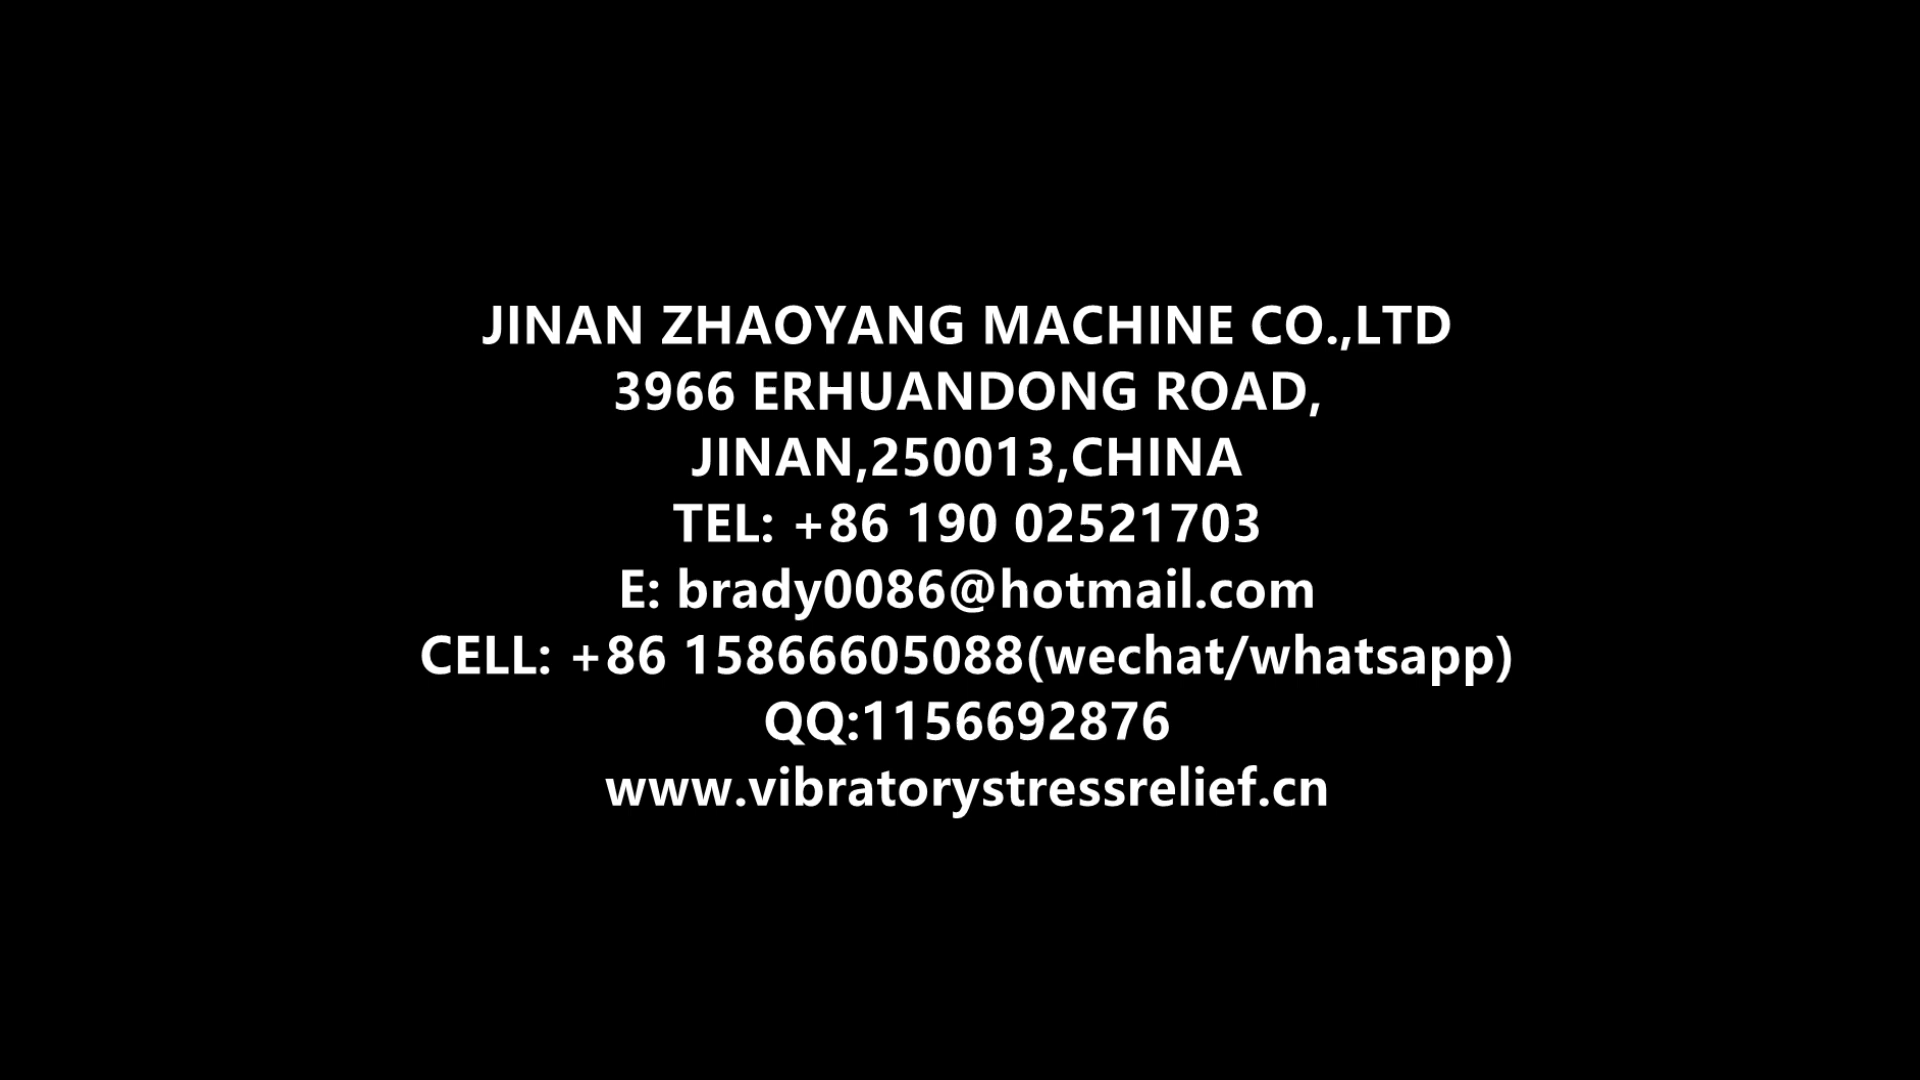 JINAN ZHAOYANG MACHINE CO.,LTD
3966 ERHUANDONG ROAD,
JINAN,250013,CHINA
TEL: +86 190 02521703
E: brady0086@hotmail.com
CELL: +86 15866605088(wechat/whatsapp)
QQ:1156692876
www.vibratorystressrelief.cn